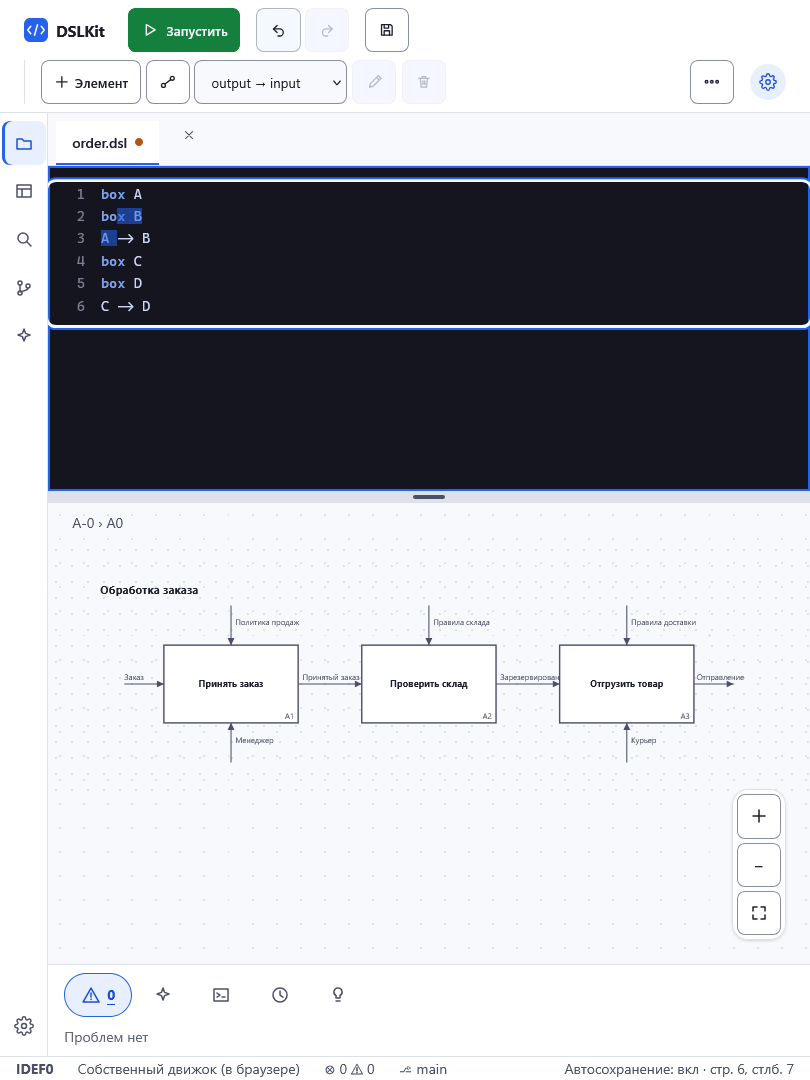 DSLKit
Запустить
Элемент
output → input
order.dsl
1 box A
2 box B
3 A → B
4 box C
5 box D
6 C → D
A-0 › A0
Обработка заказа
Политика продаж
Правила склада
Правила доставки
Заказ
Принять заказ
Принятый заказ
Проверить склад
Зарезервирован
Отгрузить товар
Отправление
A1
A2
A3
Менеджер
Курьер
0
Проблем нет
IDEF0
Собственный движок (в браузере)
0
0
main
Автосохранение: вкл · стр. 6, стлб. 7